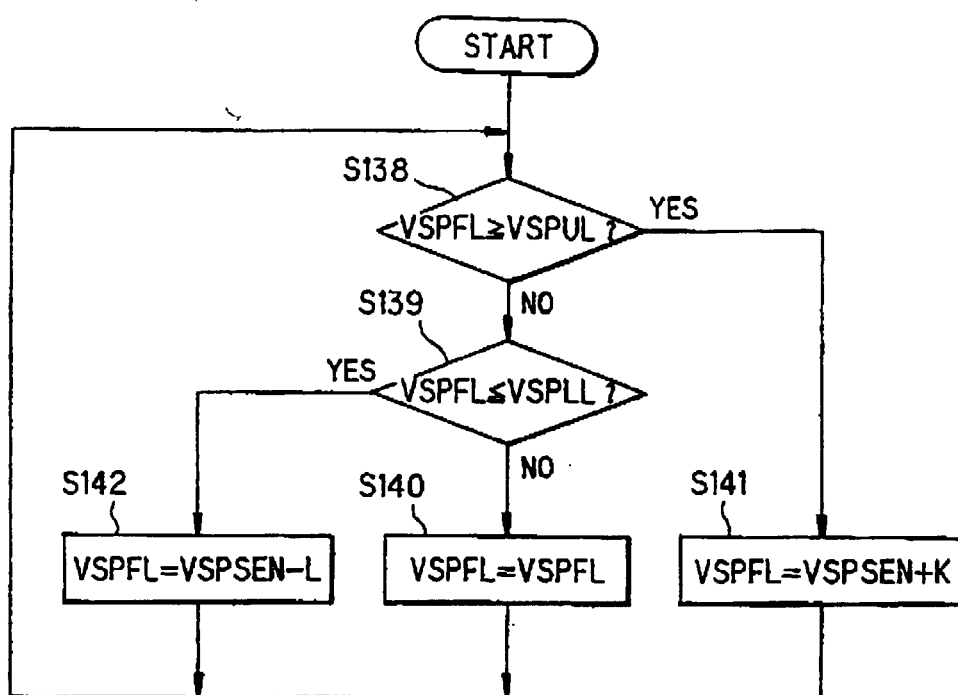 START
S138
VSPFL≧VSPUL ?
YES
NO
S139
YES
VSPFL≦VSPLL ?
NO
S142
S140
S141
VSPFL=VSPSEN-L
VSPFL=VSPFL
VSPFL=VSPSEN+K